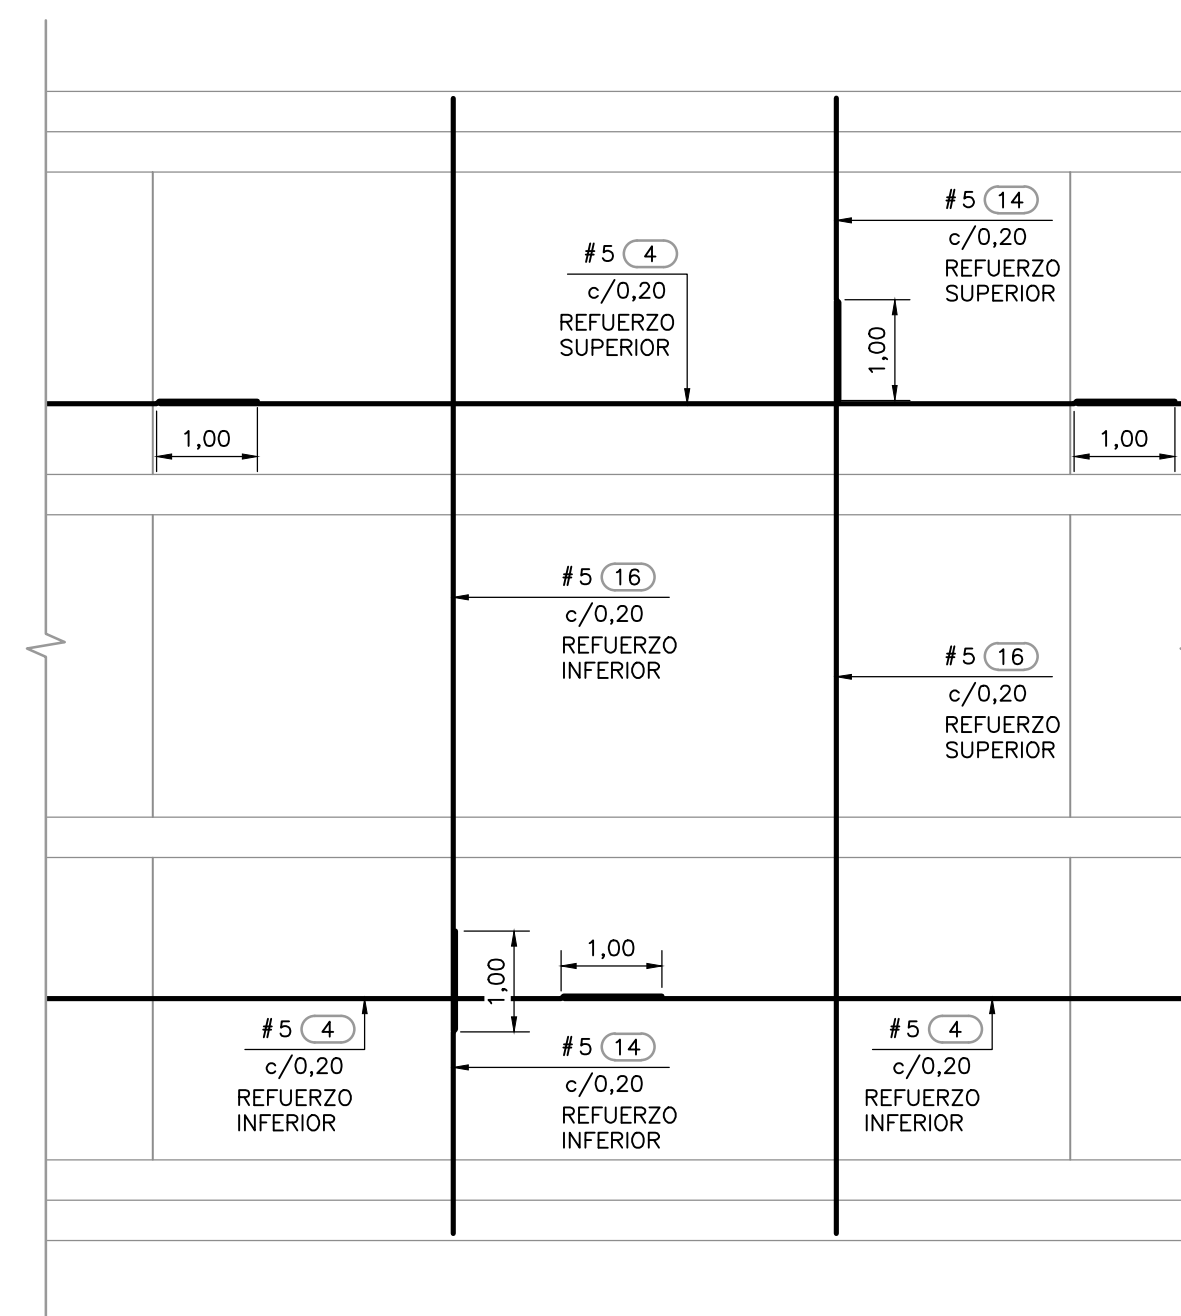 #5 14
c/0,20
REFUERZO
SUPERIOR
#5 4
c/0,20
REFUERZO
SUPERIOR
1,00
1,00
1,00
#5 16
c/0,20
REFUERZO
INFERIOR
#5 16
c/0,20
REFUERZO
SUPERIOR
1,00
1,00
#5 4
c/0,20
REFUERZO
INFERIOR
#5 14
c/0,20
REFUERZO
INFERIOR
#5 4
c/0,20
REFUERZO
INFERIOR